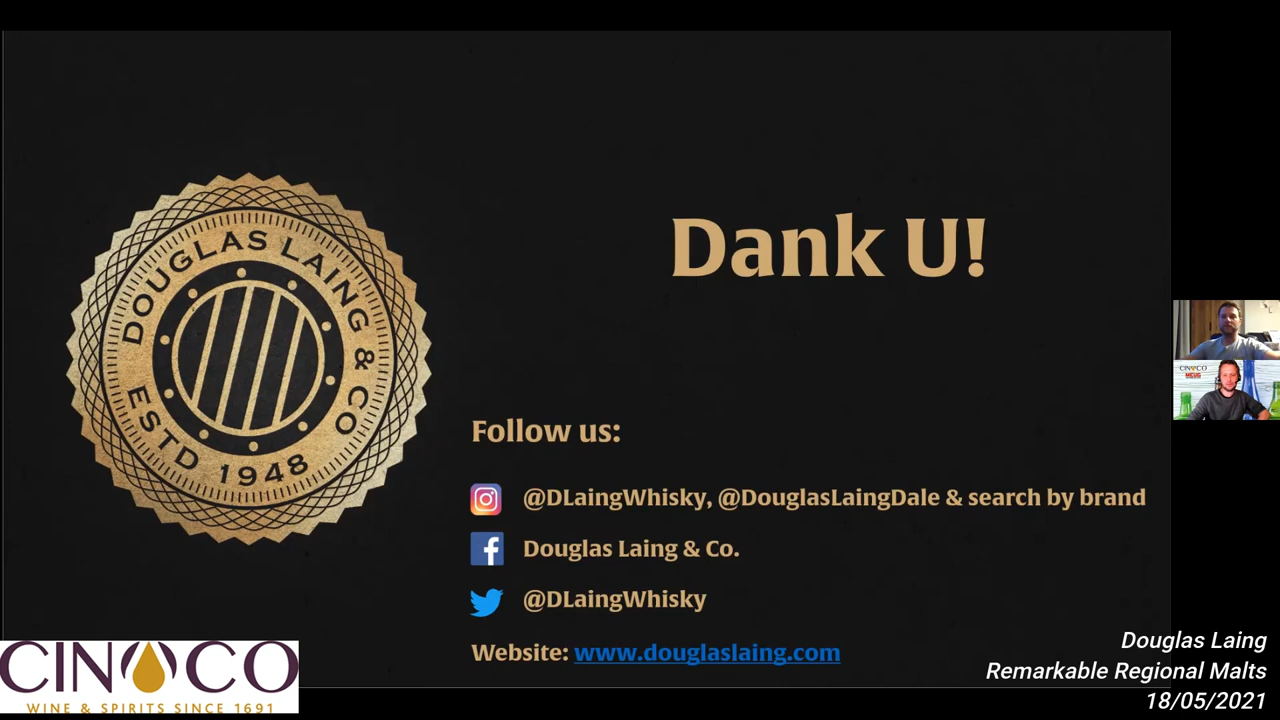 DOUGLAS LAING & CO
ESTD 1948
Dank U!
Follow us:
@DLaingWhisky, @DouglasLaingDale & search by brand
Douglas Laing & Co.
@DLaingWhisky
Website: www.douglaslaing.com
CINOCO
WINE & SPIRITS SINCE 1691
CINOCO
Douglas Laing
Remarkable Regional Malts
18/05/2021